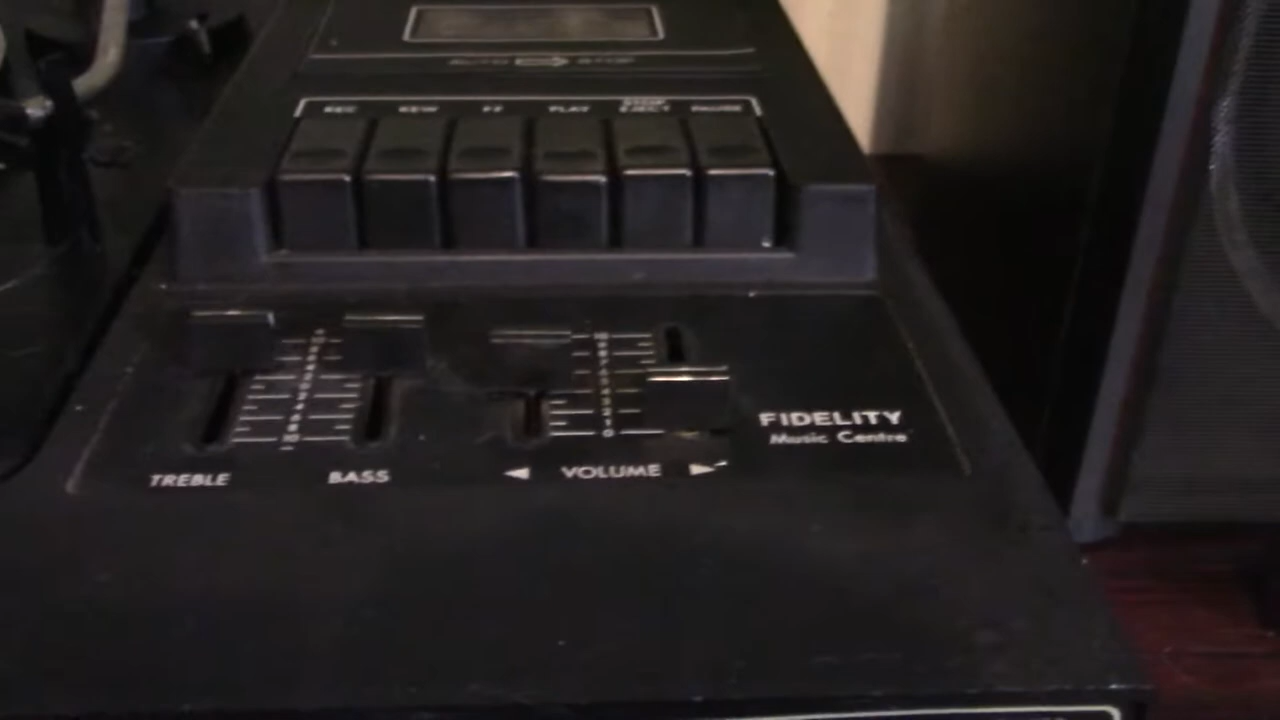 AUTO STOP
REC REW FF PLAY STOP EJECT PAUSE
TREBLE BASS VOLUME
FIDELITY
Music Centre